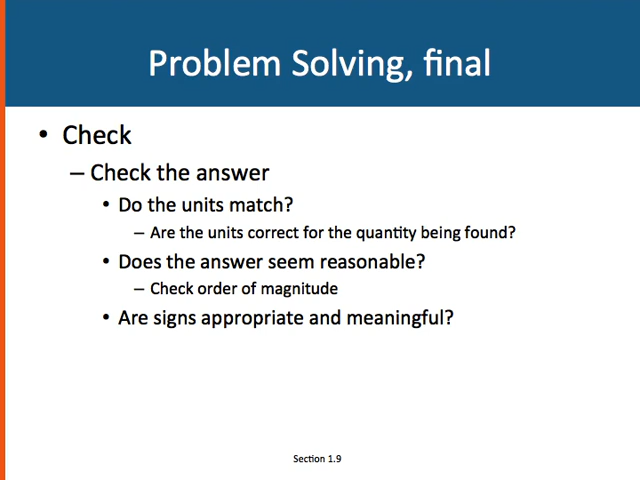 Problem Solving, final
• Check
– Check the answer
• Do the units match?
– Are the units correct for the quantity being found?
• Does the answer seem reasonable?
– Check order of magnitude
• Are signs appropriate and meaningful?
Section 1.9